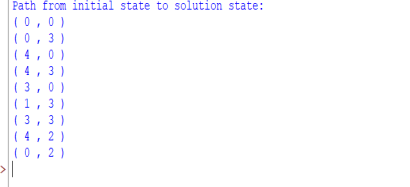 Path from initial state to solution state:
( 0 , 0 )
( 0 , 3 )
( 4 , 0 )
( 4 , 3 )
( 3 , 0 )
( 1 , 3 )
( 3 , 3 )
( 4 , 2 )
( 0 , 2 )
>